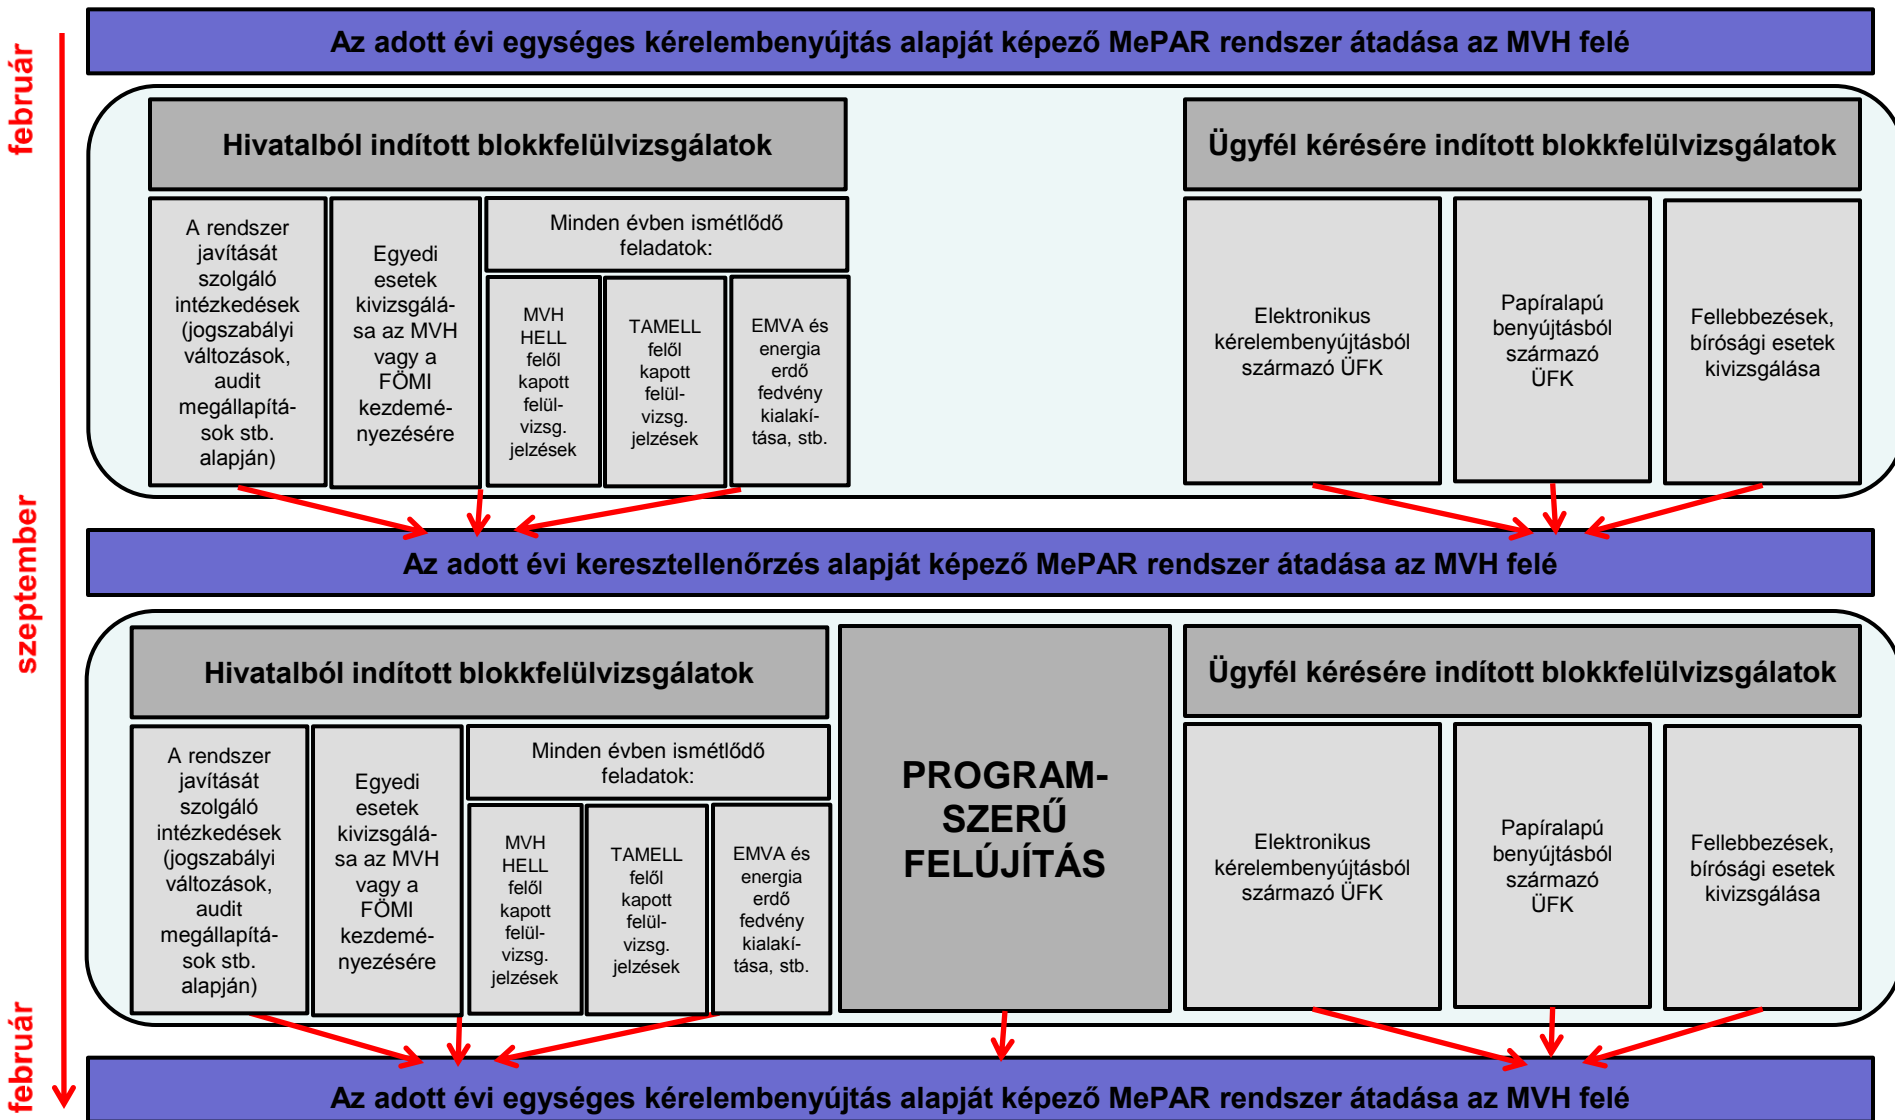 február
Az adott évi egységes kérelembenyújtás alapját képező MePAR rendszer átadása az MVH felé
Hivatalból indított blokkfelülvizsgálatok
A rendszer
javítását
szolgáló
intézkedések
(jogszabályi
változások,
audit
megállapítá-
sok stb.
alapján)
Egyedi
esetek
kivizsgálá-
sa az MVH
vagy a
FÖMI
kezdemé-
nyezésére
Minden évben ismétlődő
feladatok:
MVH
HELL
felől
kapott
felül-
vizsg.
jelzések
TAMELL
felől
kapott
felül-
vizsg.
jelzések
EMVA és
energia
erdő
fedvény
kialakí-
tása, stb.
Ügyfél kérésére indított blokkfelülvizsgálatok
Elektronikus
kérelembenyújtásból
származó ÜFK
Papíralapú
benyújtásból
származó
ÜFK
Fellebbezések,
bírósági esetek
kivizsgálása
szeptember
Az adott évi keresztellenőrzés alapját képező MePAR rendszer átadása az MVH felé
Hivatalból indított blokkfelülvizsgálatok
A rendszer
javítását
szolgáló
intézkedések
(jogszabályi
változások,
audit
megállapítá-
sok stb.
alapján)
Egyedi
esetek
kivizsgálá-
sa az MVH
vagy a
FÖMI
kezdemé-
nyezésére
Minden évben ismétlődő
feladatok:
MVH
HELL
felől
kapott
felül-
vizsg.
jelzések
TAMELL
felől
kapott
felül-
vizsg.
jelzések
EMVA és
energia
erdő
fedvény
kialakí-
tása, stb.
PROGRAM-
SZERŰ
FELÚJÍTÁS
Ügyfél kérésére indított blokkfelülvizsgálatok
Elektronikus
kérelembenyújtásból
származó ÜFK
Papíralapú
benyújtásból
származó
ÜFK
Fellebbezések,
bírósági esetek
kivizsgálása
február
Az adott évi egységes kérelembenyújtás alapját képező MePAR rendszer átadása az MVH felé